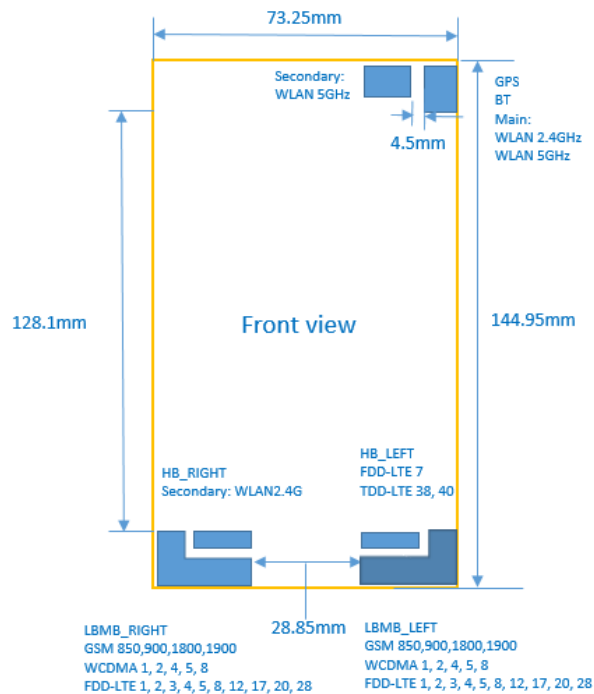 73.25mm
Secondary:
WLAN 5GHz
GPS
BT
Main:
WLAN 2.4GHz
WLAN 5GHz
4.5mm
128.1mm
Front view
144.95mm
HB_LEFT
FDD-LTE 7
TDD-LTE 38, 40
HB_RIGHT
Secondary: WLAN2.4G
28.85mm
LBMB_RIGHT
GSM 850,900,1800,1900
WCDMA 1, 2, 4, 5, 8
FDD-LTE 1, 2, 3, 4, 5, 8, 12, 17, 20, 28
LBMB_LEFT
GSM 850,900,1800,1900
WCDMA 1, 2, 4, 5, 8
FDD-LTE 1, 2, 3, 4, 5, 8, 12, 17, 20, 28